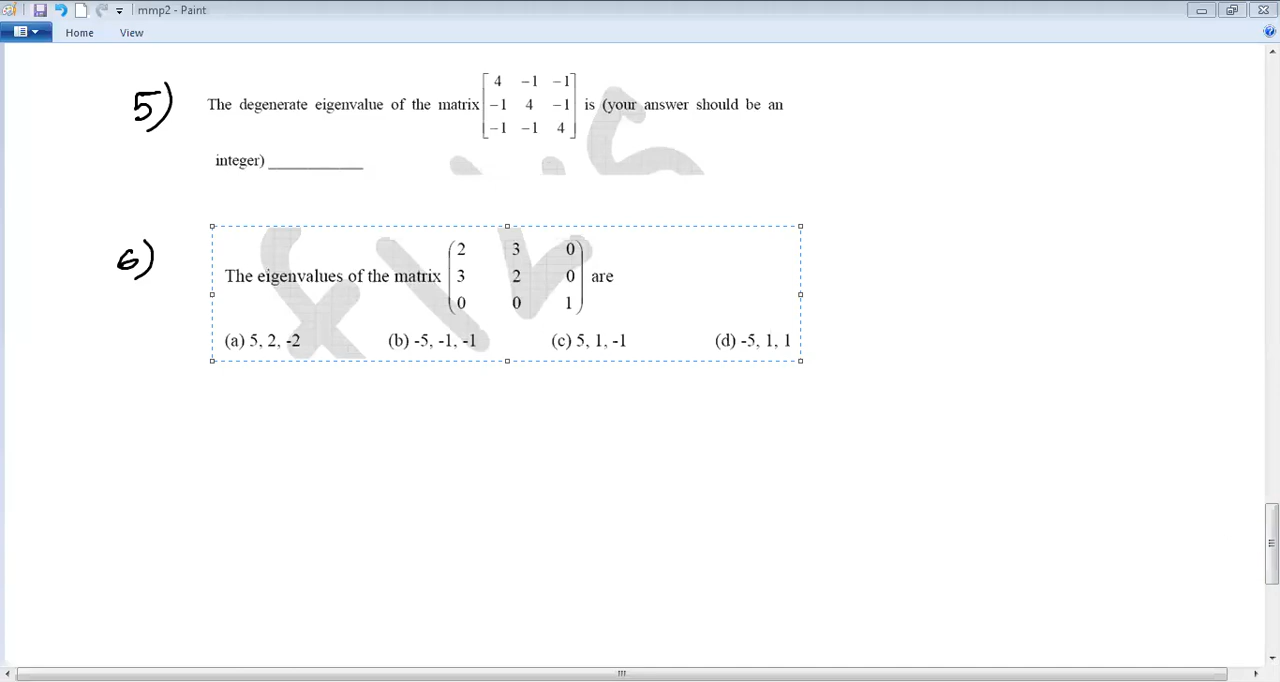 mmp2 - Paint
Home View
5) The degenerate eigenvalue of the matrix [4 −1 −1; −1 4 −1; −1 −1 4] is (your answer should be an
integer) ____________
6) The eigenvalues of the matrix (2 3 0; 3 2 0; 0 0 1) are
(a) 5, 2, -2 (b) -5, -1, -1 (c) 5, 1, -1 (d) -5, 1, 1